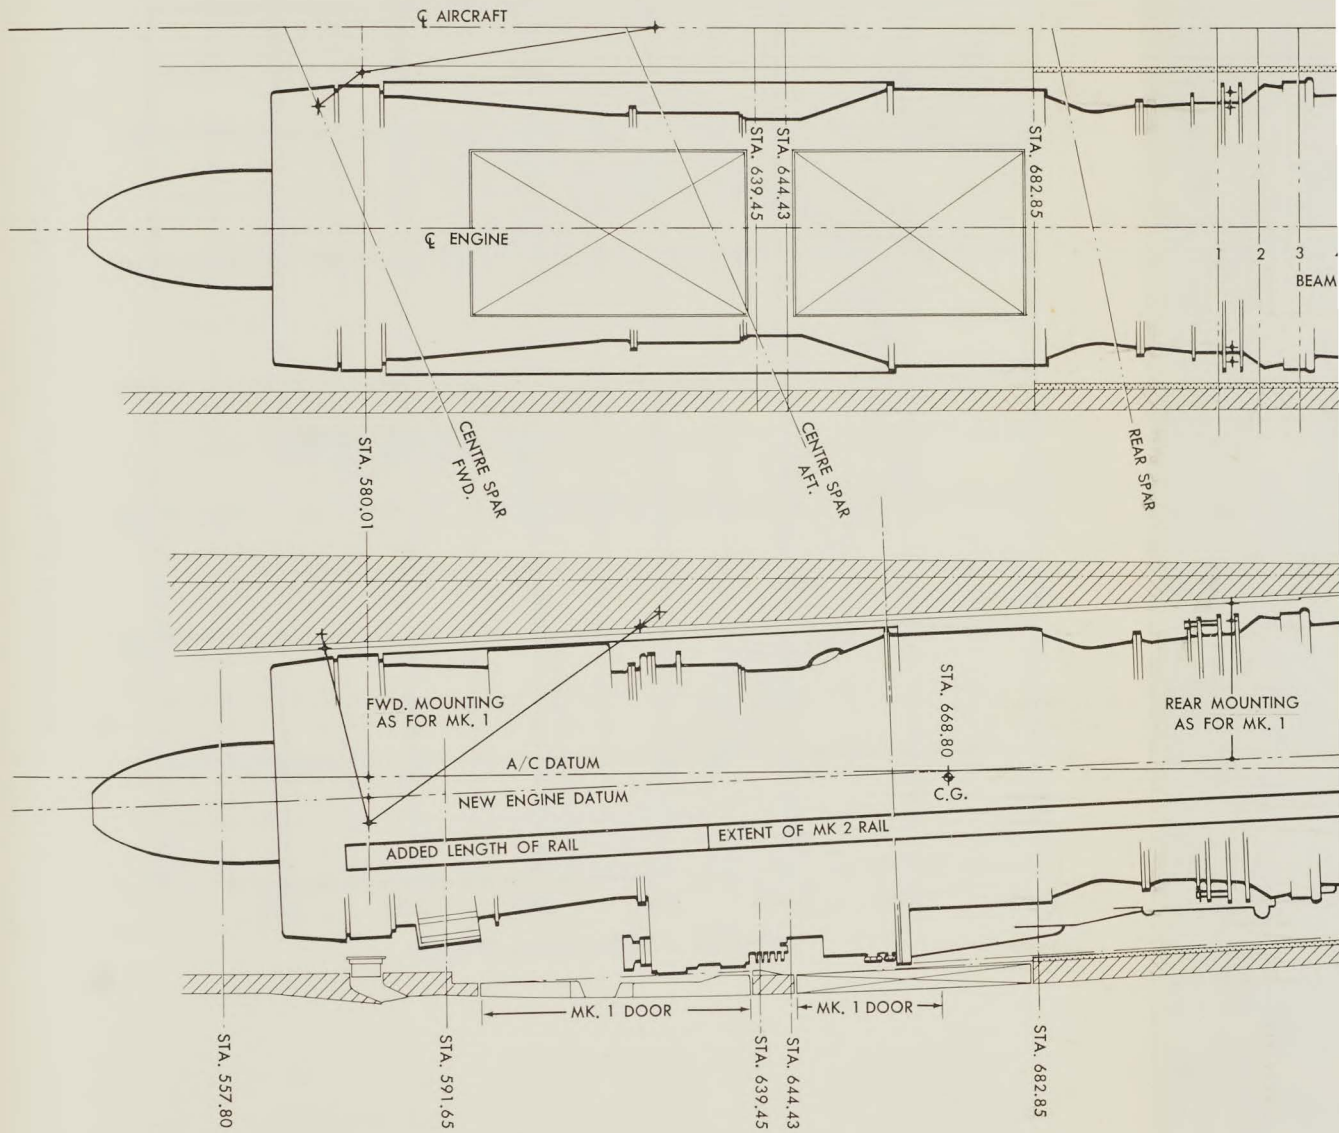 ℄ AIRCRAFT
STA. 639.45
STA. 644.43
STA. 682.85
℄ ENGINE
1 2 3
BEAM
CENTRE SPAR
FWD.
CENTRE SPAR
AFT.
REAR SPAR
STA. 580.01
FWD. MOUNTING
AS FOR MK. 1
STA. 668.80
REAR MOUNTING
AS FOR MK. 1
A/C DATUM
NEW ENGINE DATUM
C.G.
ADDED LENGTH OF RAIL
EXTENT OF MK 2 RAIL
MK. 1 DOOR
MK. 1 DOOR
STA. 557.80
STA. 591.65
STA. 639.45
STA. 644.43
STA. 682.85